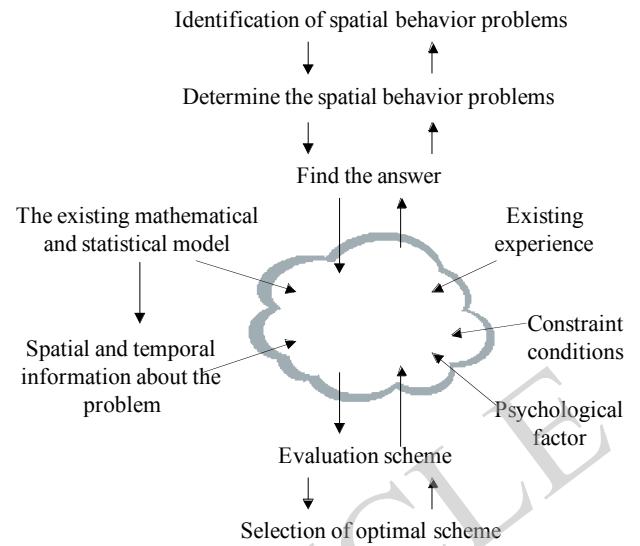 Identification of spatial behavior problems
Determine the spatial behavior problems
Find the answer
The existing mathematical
and statistical model
Existing
experience
Spatial and temporal
information about the
problem
Constraint
conditions
Psychological
factor
Evaluation scheme
Selection of optimal scheme
CLE